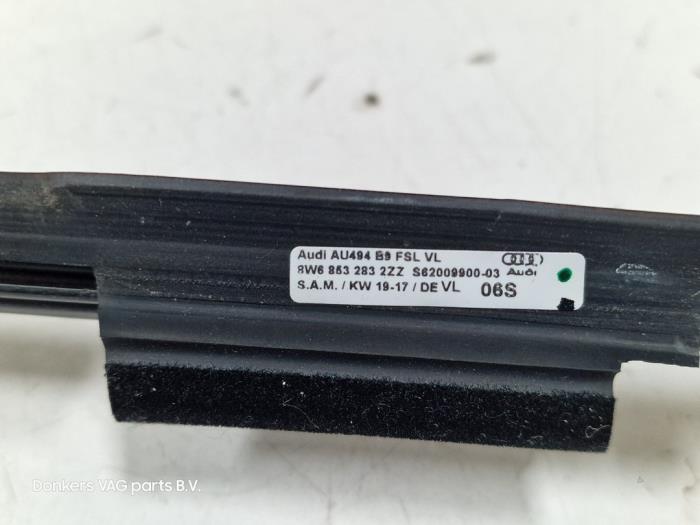 Audi AU494 B9 FSL VL
8W6 853 283 2ZZ S62009900-03 Audi
S.A.M. / KW 19-17 / DE VL 06S
Donkers VAG parts B.V.